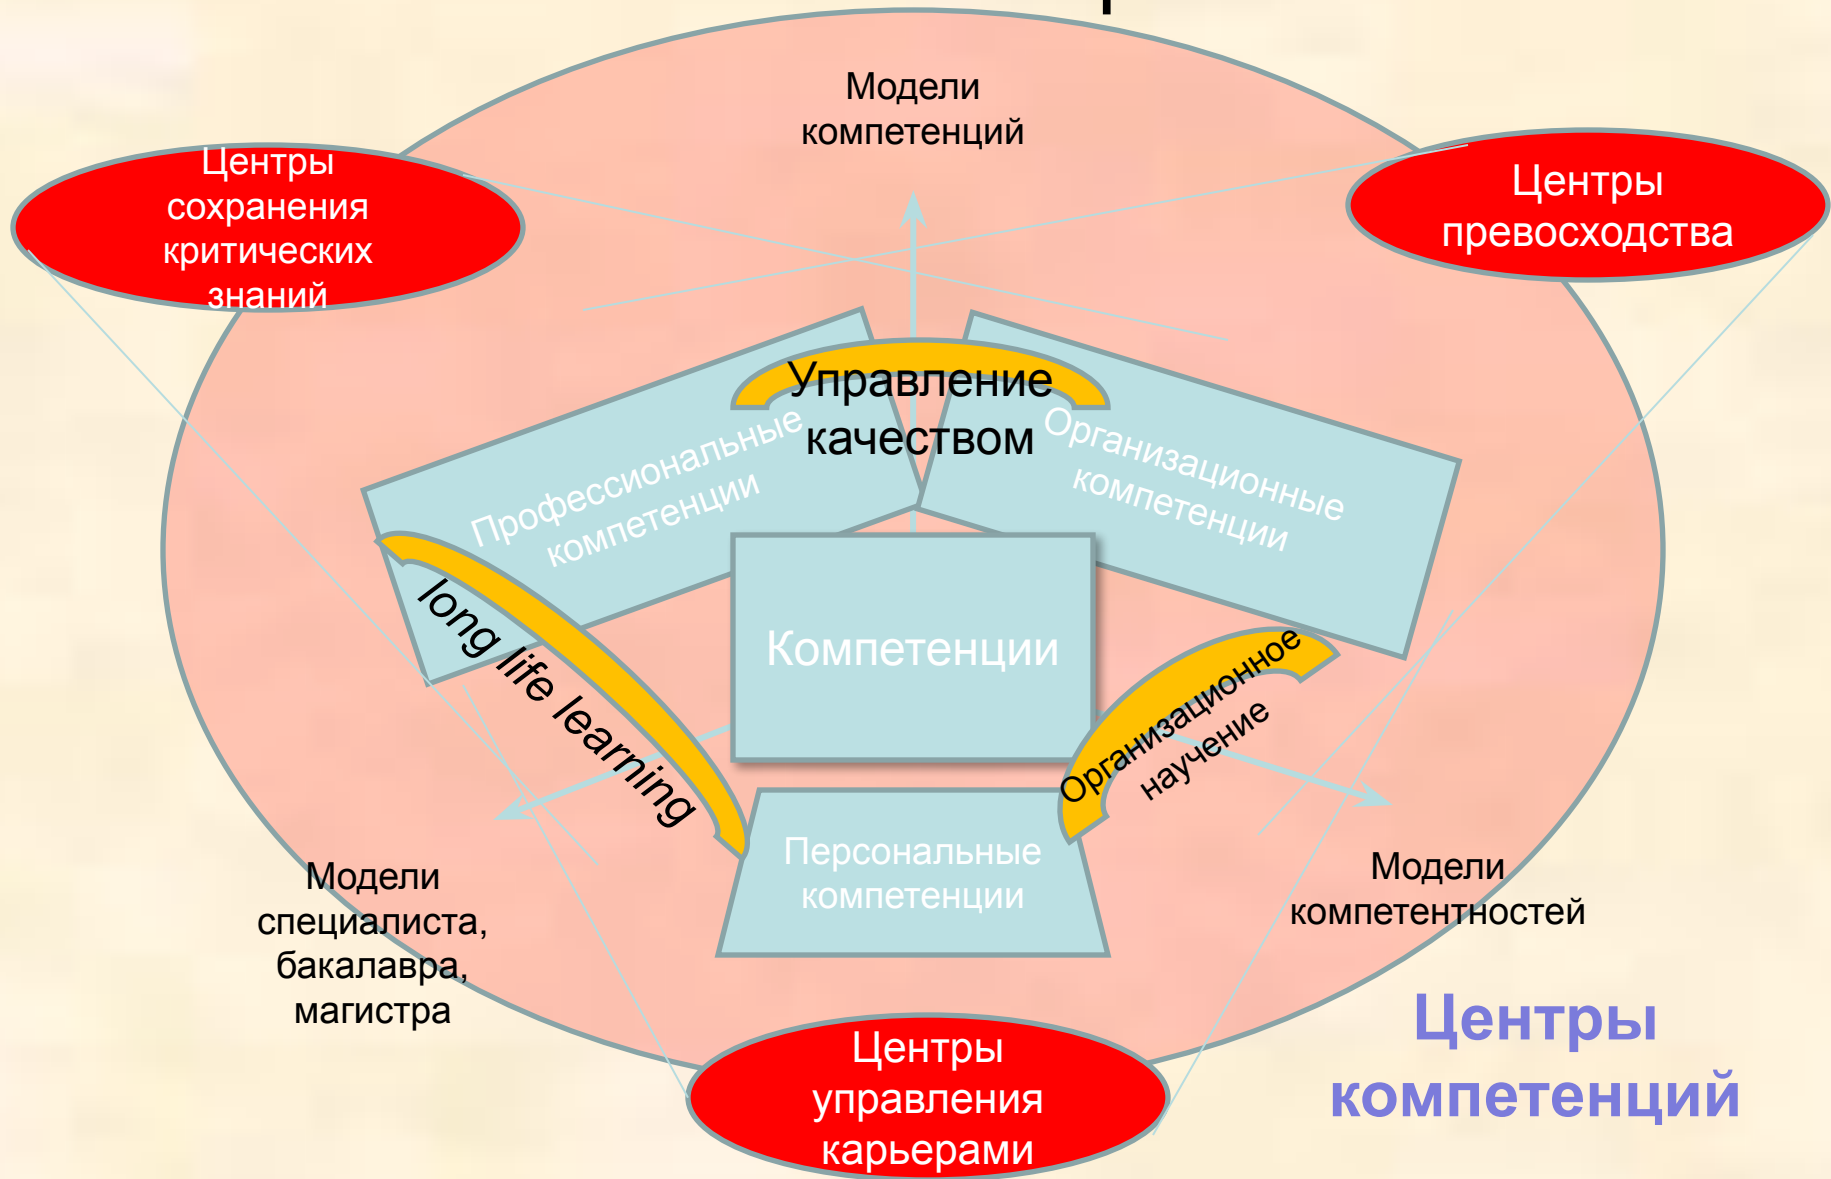 Модели
компетенций
Центры
сохранения
критических
знаний
Центры
превосходства
Управление
качеством
Профессиональные
компетенции
Организационные
компетенции
Компетенции
long life learning
Организационное
научение
Персональные
компетенции
Модели
специалиста,
бакалавра,
магистра
Модели
компетентностей
Центры
управления
карьерами
Центры
компетенций